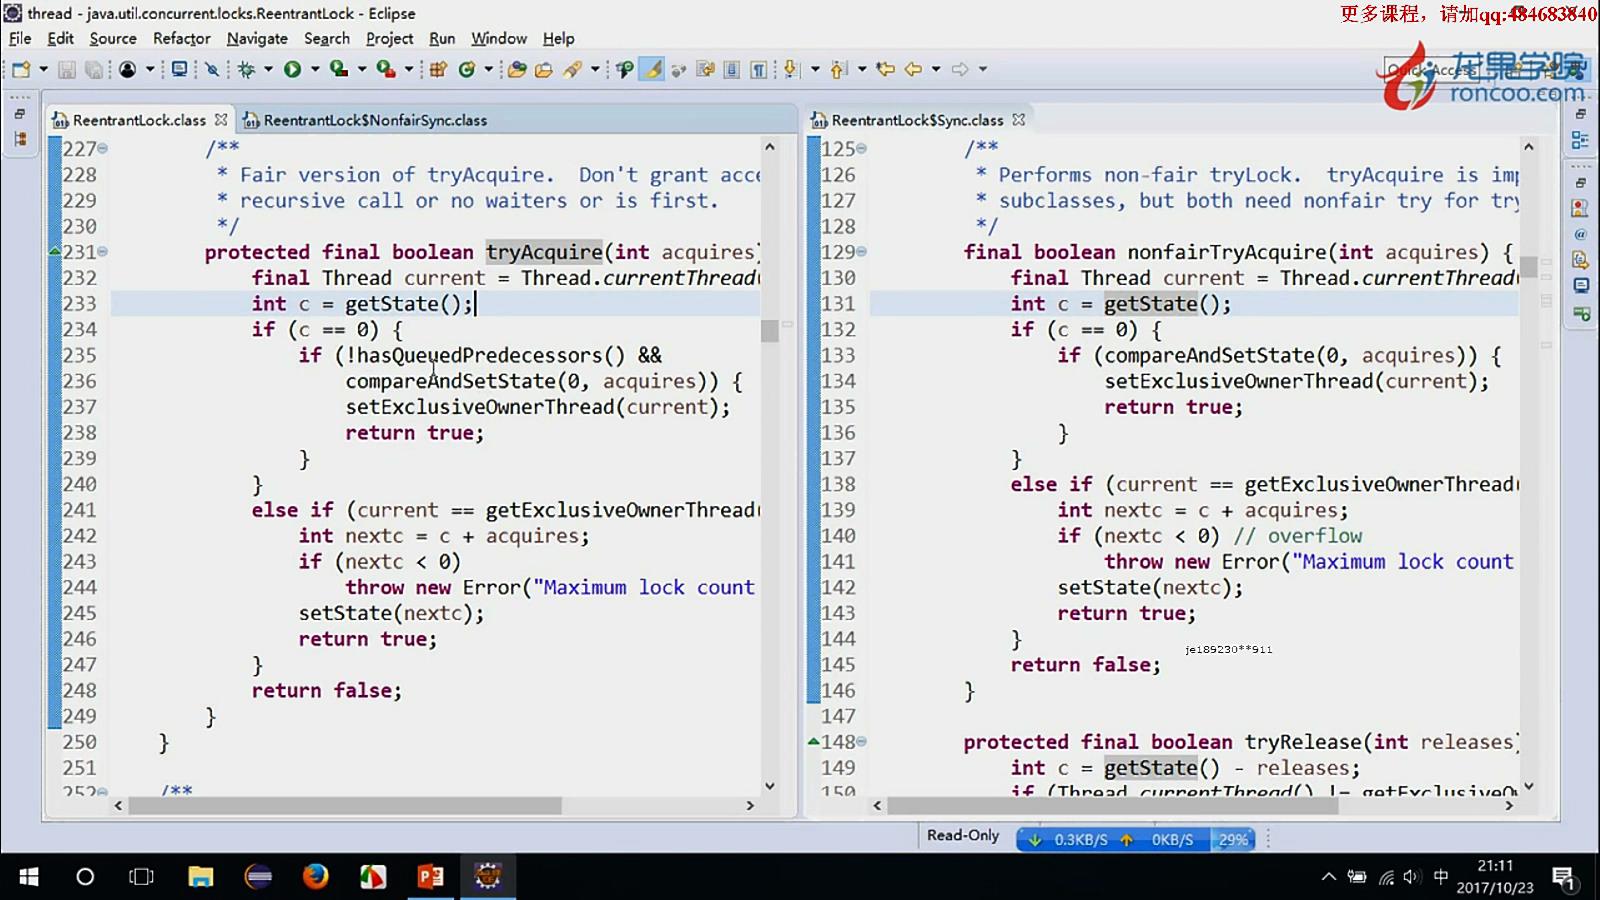 thread - java.util.concurrent.locks.ReentrantLock - Eclipse
更多课程，请加qq:484683840
File Edit Source Refactor Navigate Search Project Run Window Help
Quick Access
龙果学院
roncoo.com
ReentrantLock.class
ReentrantLock$NonfairSync.class
227 /**
228 * Fair version of tryAcquire.  Don't grant acce
229 * recursive call or no waiters or is first.
230 */
231 protected final boolean tryAcquire(int acquires)
232 final Thread current = Thread.currentThread(
233 int c = getState();
234 if (c == 0) {
235 if (!hasQueuedPredecessors() &&
236 compareAndSetState(0, acquires)) {
237 setExclusiveOwnerThread(current);
238 return true;
239 }
240 }
241 else if (current == getExclusiveOwnerThread(
242 int nextc = c + acquires;
243 if (nextc < 0)
244 throw new Error("Maximum lock count
245 setState(nextc);
246 return true;
247 }
248 return false;
249 }
250 }
251
252 /**
ReentrantLock$Sync.class
125 /**
126 * Performs non-fair tryLock.  tryAcquire is imp
127 * subclasses, but both need nonfair try for try
128 */
129 final boolean nonfairTryAcquire(int acquires) {
130 final Thread current = Thread.currentThread(
131 int c = getState();
132 if (c == 0) {
133 if (compareAndSetState(0, acquires)) {
134 setExclusiveOwnerThread(current);
135 return true;
136 }
137 }
138 else if (current == getExclusiveOwnerThread(
139 int nextc = c + acquires;
140 if (nextc < 0) // overflow
141 throw new Error("Maximum lock count
142 setState(nextc);
143 return true;
144 }
je189230**911
145 return false;
146 }
147
148 protected final boolean tryRelease(int releases)
149 int c = getState() - releases;
150 if (Thread.currentThread() != getExclusiveOw
Read-Only
0.3KB/S 0KB/S 29%
中
21:11
2017/10/23
1